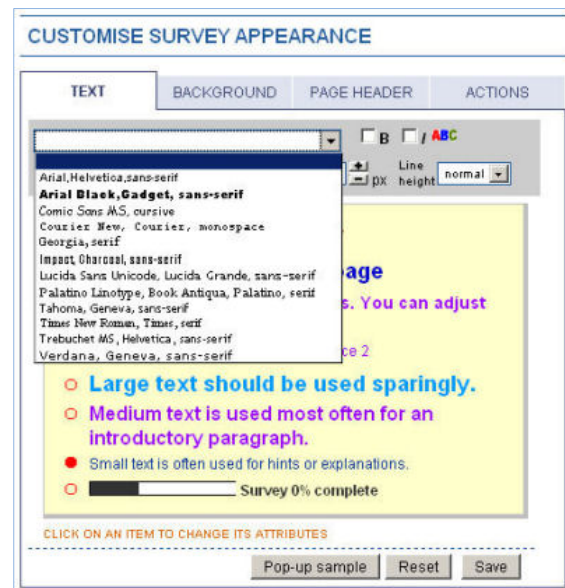 CUSTOMISE SURVEY APPEARANCE
TEXT BACKGROUND PAGE HEADER ACTIONS
B I ABC
px Line height normal
Arial,Helvetica,sans-serif
Arial Black,Gadget, sans-serif
Comic Sans MS, cursive
Courier New, Courier, monospace
Georgia, serif
Impact, Charcoal, sans-serif
Lucida Sans Unicode, Lucida Grande, sans-serif
Palatino Linotype, Book Antiqua, Palatino, serif
Tahoma, Geneva, sans-serif
Times New Roman, Times, serif
Trebuchet MS, Helvetica, sans-serif
Verdana, Geneva, sans-serif
age
s. You can adjust
ce 2
Large text should be used sparingly.
Medium text is used most often for an
introductory paragraph.
Small text is often used for hints or explanations.
Survey 0% complete
CLICK ON AN ITEM TO CHANGE ITS ATTRIBUTES
Pop-up sample Reset Save